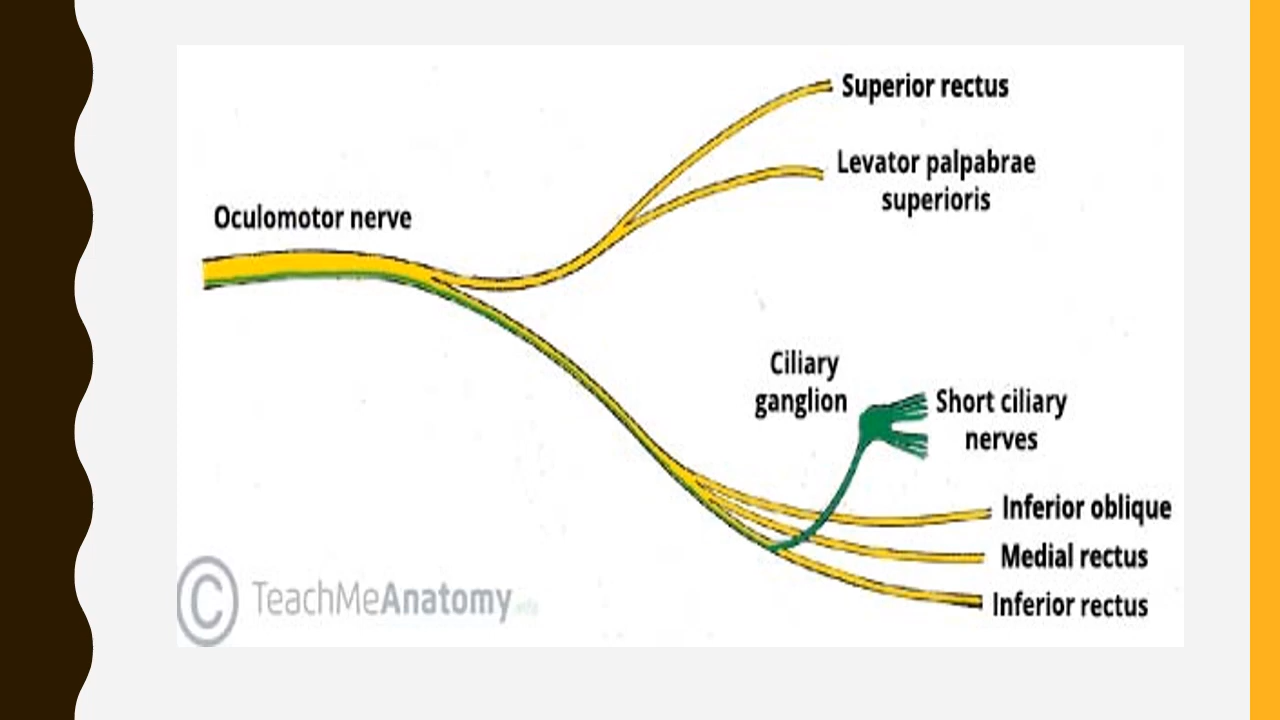 Superior rectus
Levator palpabrae
superioris
Oculomotor nerve
Ciliary
ganglion
Short ciliary
nerves
Inferior oblique
Medial rectus
Inferior rectus
© TeachMeAnatomy